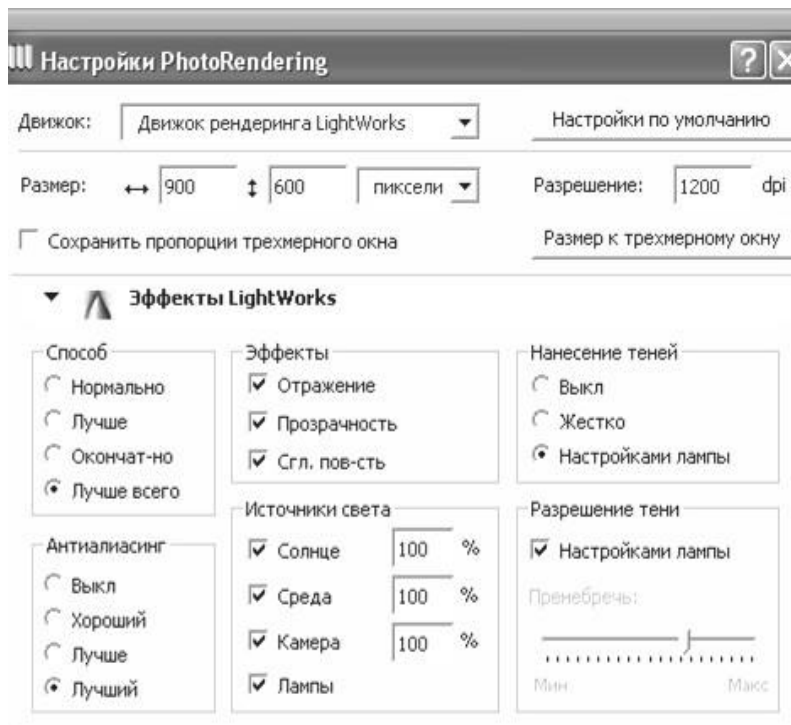 Настройки PhotoRendering
Движок: Движок рендеринга LightWorks Настройки по умолчанию
Размер: 900 600 пиксели Разрешение: 1200 dpi
Сохранить пропорции трехмерного окна Размер к трехмерному окну
Эффекты LightWorks
Способ
Нормально
Лучше
Окончат-но
Лучше всего
Эффекты
Отражение
Прозрачность
Сгл. пов-сть
Нанесение теней
Выкл
Жестко
Настройками лампы
Антиалиасинг
Выкл
Хороший
Лучше
Лучший
Источники света
Солнце 100 %
Среда 100 %
Камера 100 %
Лампы
Разрешение тени
Настройками лампы
Пренебречь:
Мин Макс